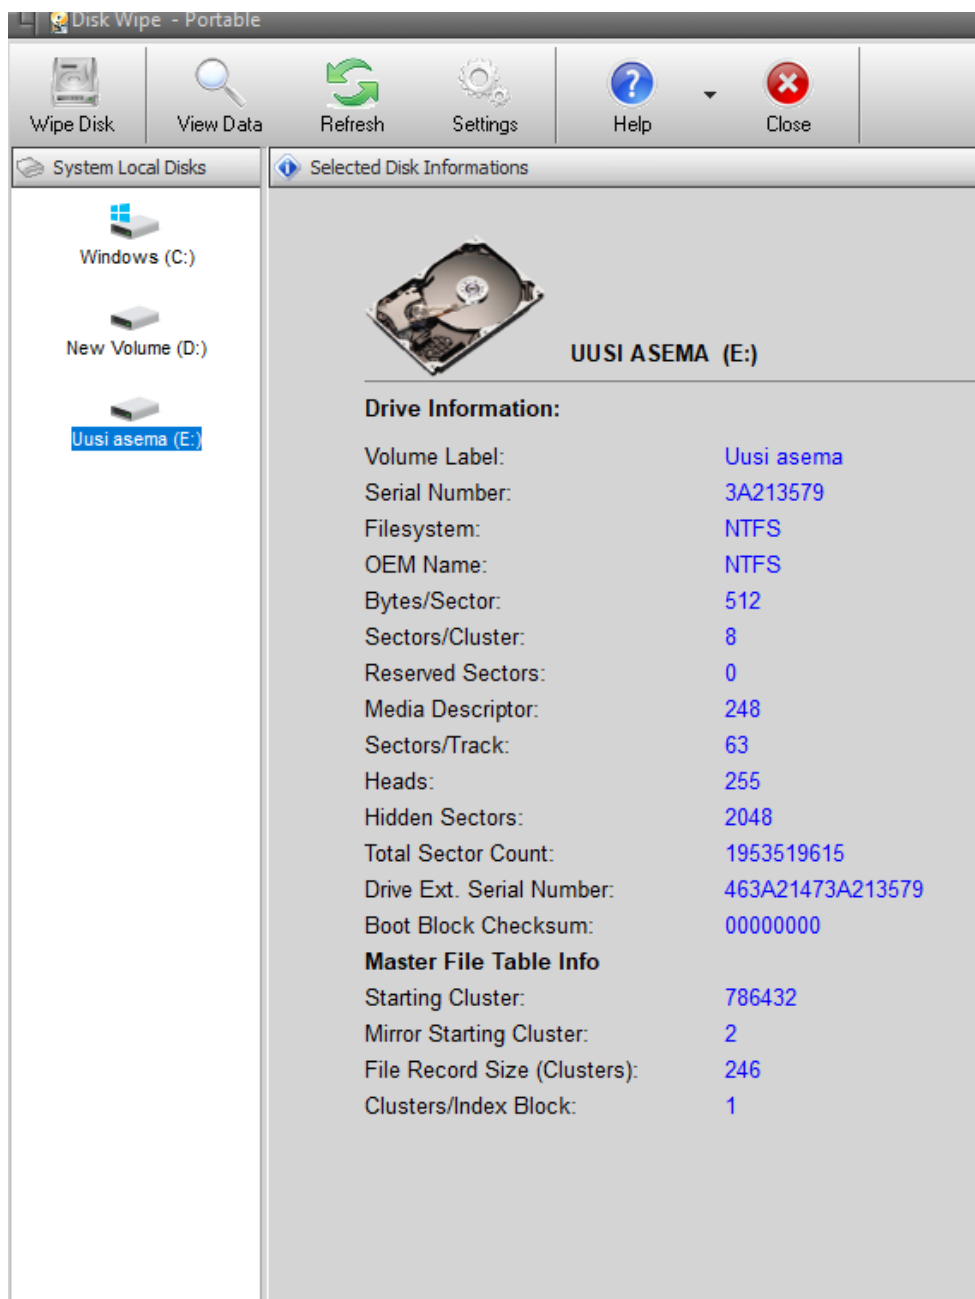 Disk Wipe - Portable
Wipe Disk View Data Refresh Settings Help Close
System Local Disks
Selected Disk Informations
Windows (C:)
New Volume (D:)
Uusi asema (E:)
UUSI ASEMA (E:)
Drive Information:
Volume Label: Uusi asema
Serial Number: 3A213579
Filesystem: NTFS
OEM Name: NTFS
Bytes/Sector: 512
Sectors/Cluster: 8
Reserved Sectors: 0
Media Descriptor: 248
Sectors/Track: 63
Heads: 255
Hidden Sectors: 2048
Total Sector Count: 1953519615
Drive Ext. Serial Number: 463A21473A213579
Boot Block Checksum: 00000000
Master File Table Info
Starting Cluster: 786432
Mirror Starting Cluster: 2
File Record Size (Clusters): 246
Clusters/Index Block: 1